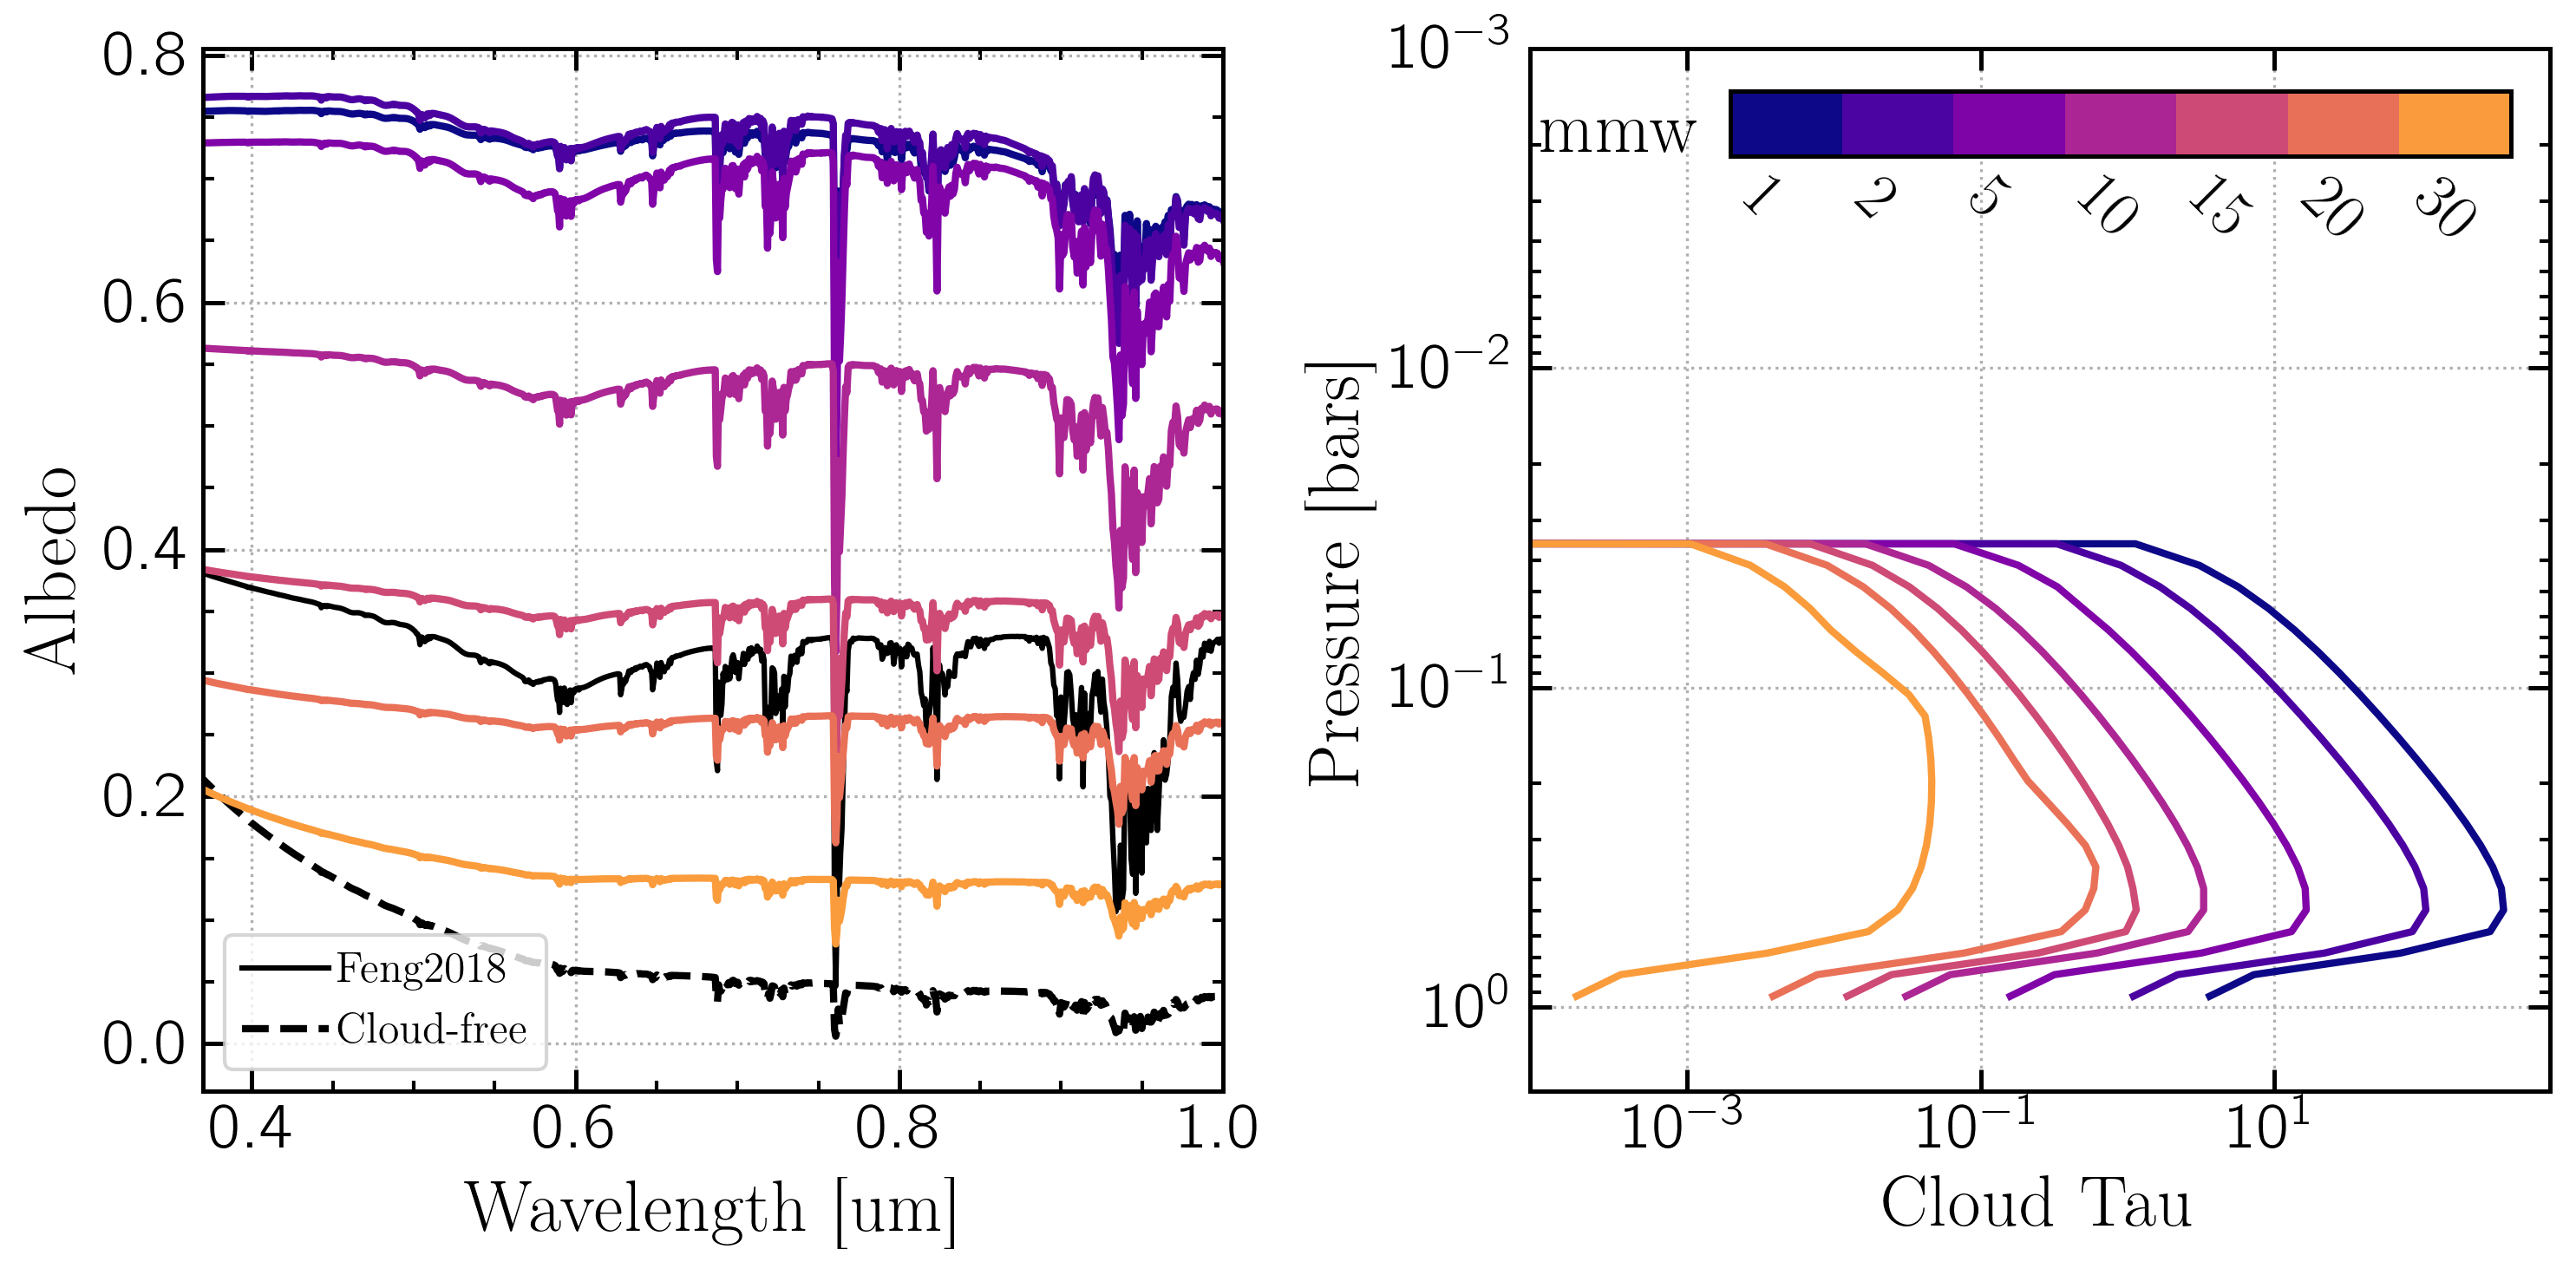 0.8
0.6
0.4
0.2
0.0
Albedo
0.4 0.6 0.8 1.0
Wavelength [um]
Feng2018
Cloud-free
10⁻³
10⁻²
10⁻¹
10⁰
Pressure [bars]
mmw
1 2 5 10 15 20 30
10⁻³ 10⁻¹ 10¹
Cloud Tau